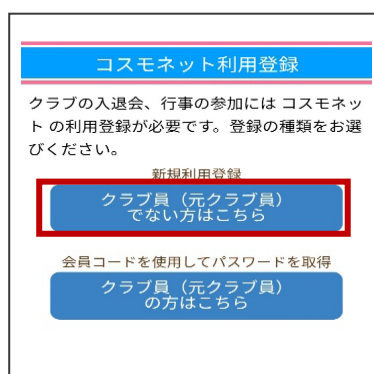 コスモネット利用登録
クラブの入退会、行事の参加には コスモネッ
ト の利用登録が必要です。登録の種類をお選
びください。
新規利用登録
クラブ員（元クラブ員）
でない方はこちら
会員コードを使用してパスワードを取得
クラブ員（元クラブ員）
の方はこちら